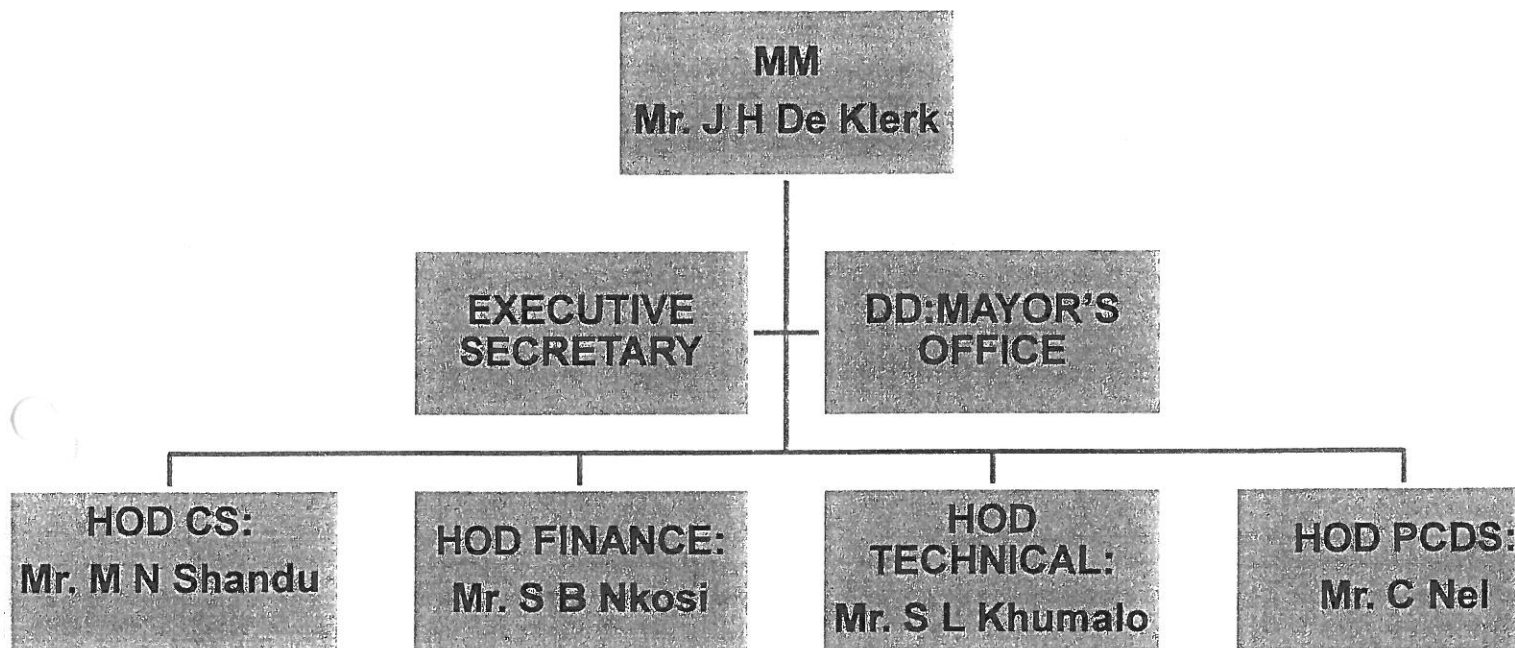 MM
Mr. J H De Klerk
EXECUTIVE
SECRETARY
DD:MAYOR'S
OFFICE
HOD CS:
Mr. M N Shandu
HOD FINANCE:
Mr. S B Nkosi
HOD
TECHNICAL:
Mr. S L Khumalo
HOD PCDS:
Mr. C Nel